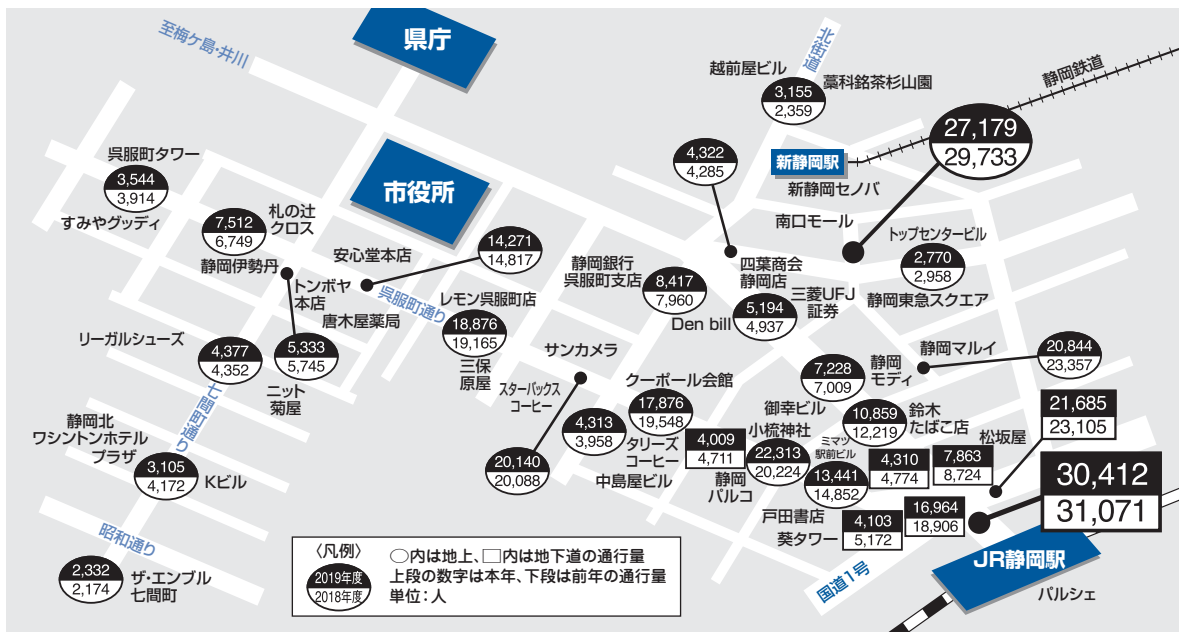 県庁
至梅ケ島・井川
北街道
越前屋ビル
藁科銘茶杉山園
3,155
2,359
静岡鉄道
27,179
29,733
4,322
4,285
新静岡駅
新静岡セノバ
呉服町タワー
3,544
3,914
すみやグッディ
市役所
札の辻
クロス
7,512
6,749
静岡伊勢丹
安心堂本店
14,271
14,817
南口モール
トップセンタービル
2,770
2,958
静岡東急スクエア
静岡銀行
呉服町支店
8,417
7,960
四葉商会
静岡店
三菱UFJ
証券
5,194
4,937
Den bill
トンボヤ
本店
唐木屋薬局
呉服町通り
レモン呉服町店
18,876
19,165
三保
原屋
リーガルシューズ
4,377
4,352
5,333
5,745
ニット
菊屋
七間町通り
サンカメラ
スターバックス
コーヒー
クーポール会館
17,876
19,548
4,313
3,958
タリーズ
コーヒー
中島屋ビル
20,140
20,088
7,228
7,009
静岡
モディ
静岡マルイ
20,844
23,357
御幸ビル
10,859
12,219
鈴木
たばこ店
松坂屋
21,685
23,105
小梳神社
4,009
4,711
22,313
20,224
静岡
パルコ
ミマツ
駅前ビル
13,441
14,852
4,310
4,774
7,863
8,724
30,412
31,071
戸田書店
葵タワー
4,103
5,172
16,964
18,906
静岡北
ワシントンホテル
プラザ
3,105
4,172
Kビル
昭和通り
2,332
2,174
ザ・エンブル
七間町
国道1号
JR静岡駅
パルシェ
〈凡例〉
2019年度
2018年度
○内は地上、□内は地下道の通行量
上段の数字は本年、下段は前年の通行量
単位：人